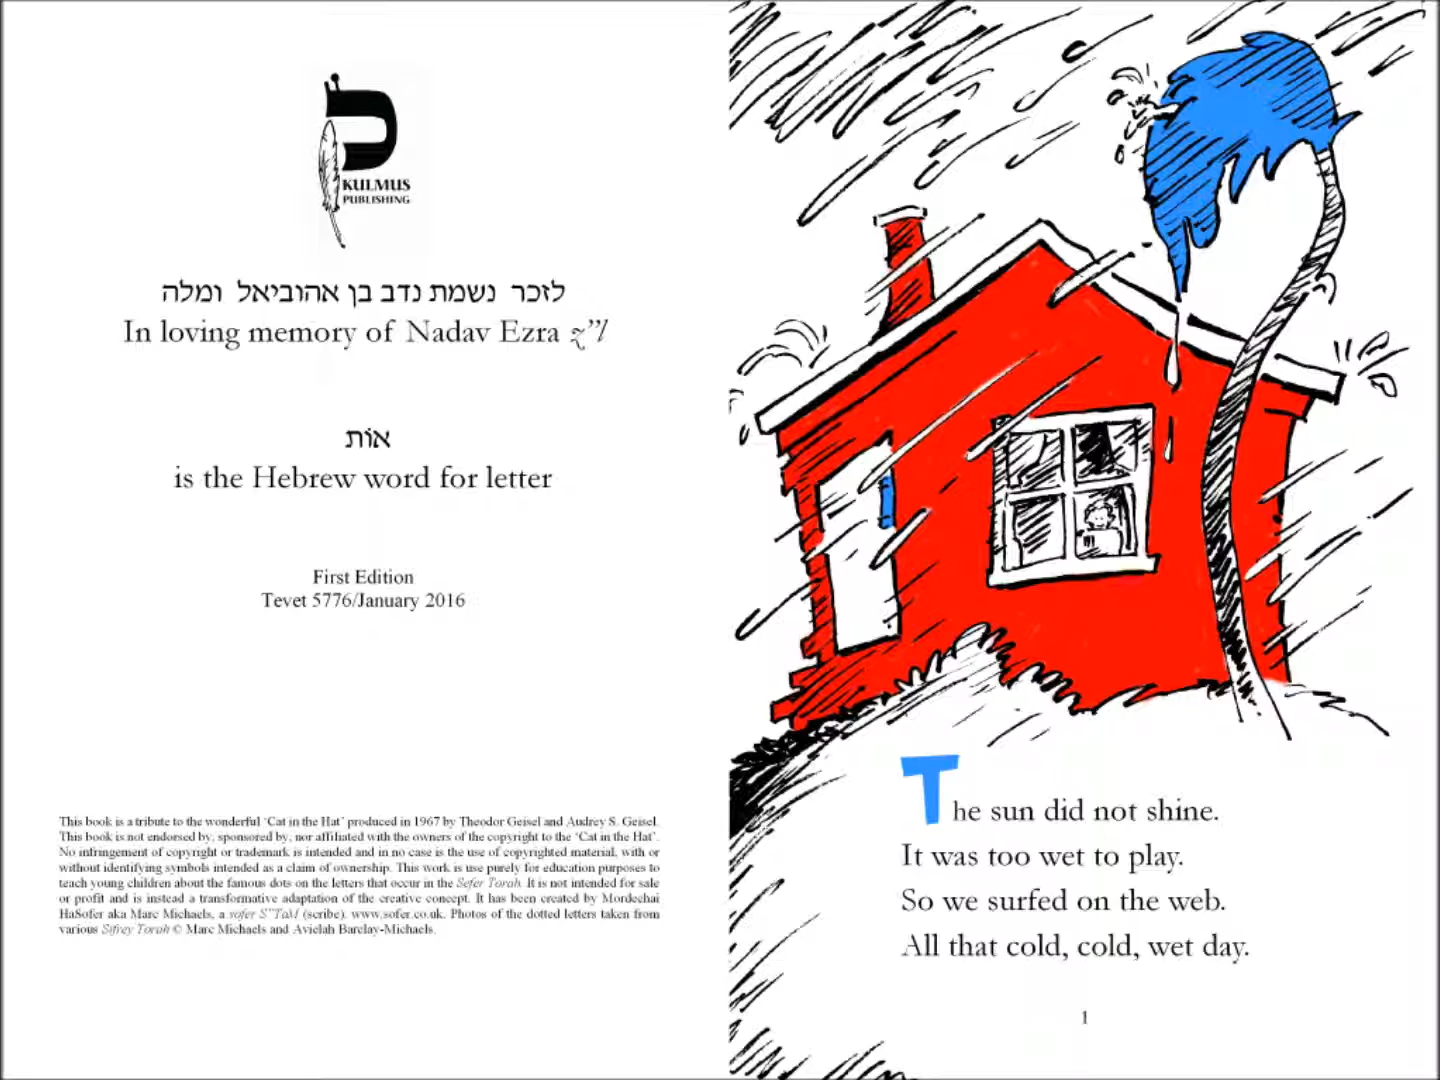 KULMUS
PUBLISHING
לזכר נשמת נדב בן אהוביאל ומלה
In loving memory of Nadav Ezra z"l
אוֹת
is the Hebrew word for letter
First Edition
Tevet 5776/January 2016
This book is a tribute to the wonderful 'Cat in the Hat' produced in 1967 by Theodor Geisel and Audrey S. Geisel.
This book is not endorsed by, sponsored by, nor affiliated with the owners of the copyright to the 'Cat in the Hat'.
No infringement of copyright or trademark is intended and in no case is the use of copyrighted material, with or
without identifying symbols intended as a claim of ownership. This work is use purely for education purposes to
teach young children about the famous dots on the letters that occur in the Sefer Torah. It is not intended for sale
or profit and is instead a transformative adaptation of the creative concept. It has been created by Mordechai
HaSofer aka Marc Michaels, a sofer S"TaM (scribe). www.sofer.co.uk. Photos of the dotted letters taken from
various Sifrey Torah © Marc Michaels and Avielah Barclay-Michaels.
The sun did not shine.
It was too wet to play.
So we surfed on the web.
All that cold, cold, wet day.
1